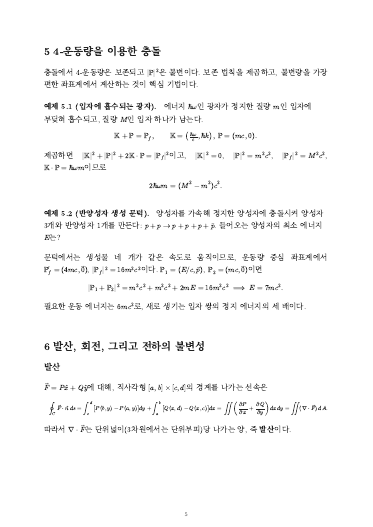 5 4-운동량을 이용한 충돌
충돌에서 4-운동량은 보존되고 |P|²은 불변이다. 보존 법칙을 제곱하고, 불변량을 가장
편한 좌표계에서 계산하는 것이 핵심 기법이다.
예제 5.1 (입자에 흡수되는 광자). 에너지 ℏω인 광자가 정지한 질량 m인 입자에
부딪혀 흡수되고, 질량 M인 입자 하나가 남는다.
K + P = P_f, K = (ℏω/c, ℏk⃗), P = (mc, 0⃗).
제곱하면 |K|² + |P|² + 2K · P = |P_f|²이고, |K|² = 0, |P|² = m²c², |P_f|² = M²c²,
K · P = ℏωm이므로
2ℏωm = (M² − m²)c².
예제 5.2 (반양성자 생성 문턱). 양성자를 가속해 정지한 양성자에 충돌시켜 양성자
3개와 반양성자 1개를 만든다: p + p → p + p + p + p̄. 들어오는 양성자의 최소 에너지
E는?
문턱에서는 생성물 네 개가 같은 속도로 움직이므로, 운동량 중심 좌표계에서
P_f = (4mc, 0⃗), |P_f|² = 16m²c²이다. P₁ = (E/c, p⃗), P₂ = (mc, 0⃗)이면
|P₁ + P₂|² = m²c² + m²c² + 2mE = 16m²c² ⟹ E = 7mc².
필요한 운동 에너지는 6mc²로, 새로 생기는 입자 쌍의 정지 에너지의 세 배이다.
6 발산, 회전, 그리고 전하의 불변성
발산
F⃗ = Px̂ + Qŷ에 대해, 직사각형 [a, b] × [c, d]의 경계를 나가는 선속은
∮_C F⃗ · n̂ ds = ∫_c^d [P(b, y) − P(a, y)]dy + ∫_a^b [Q(x, d) − Q(x, c)]dx = ∬ (∂P/∂x + ∂Q/∂y) dx dy = ∬ (∇ · F⃗) dA
따라서 ∇ · F⃗는 단위넓이(3차원에서는 단위부피)당 나가는 양, 즉 발산이다.